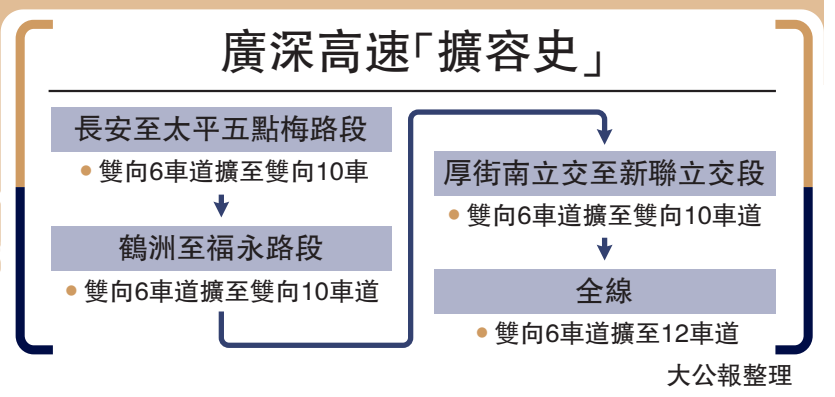 廣深高速「擴容史」
長安至太平五點梅路段
• 雙向6車道擴至雙向10車
鶴洲至福永路段
• 雙向6車道擴至雙向10車道
厚街南立交至新聯立交段
• 雙向6車道擴至雙向10車道
全線
• 雙向6車道擴至12車道
大公報整理